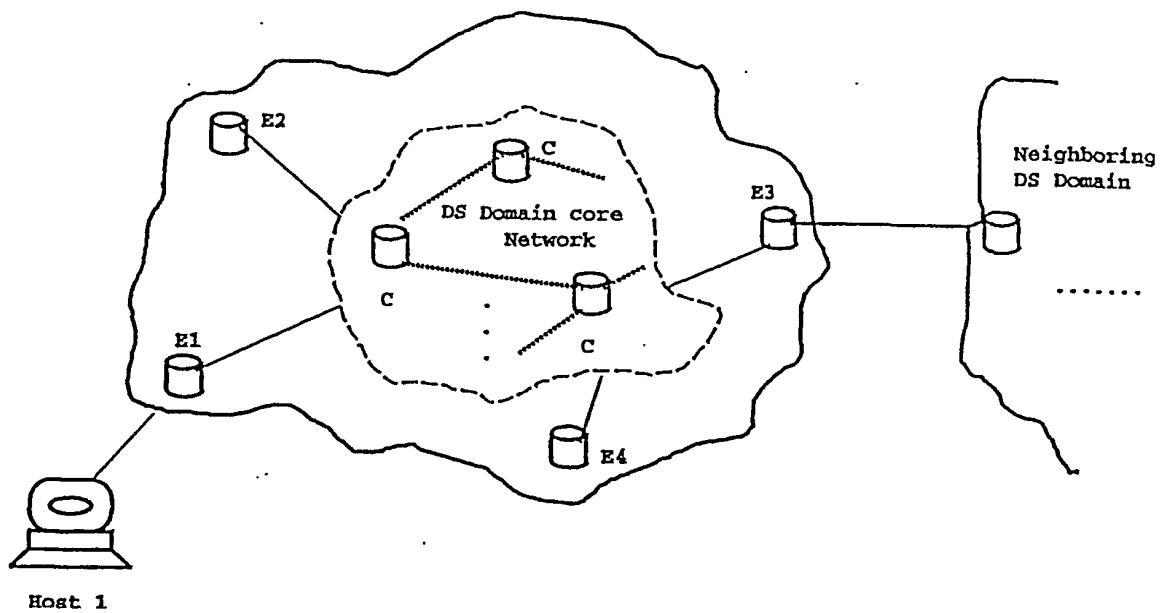 E2
C
Neighboring
DS Domain
E3
DS Domain core
Network
C
.......
E1
C
E4
Host 1